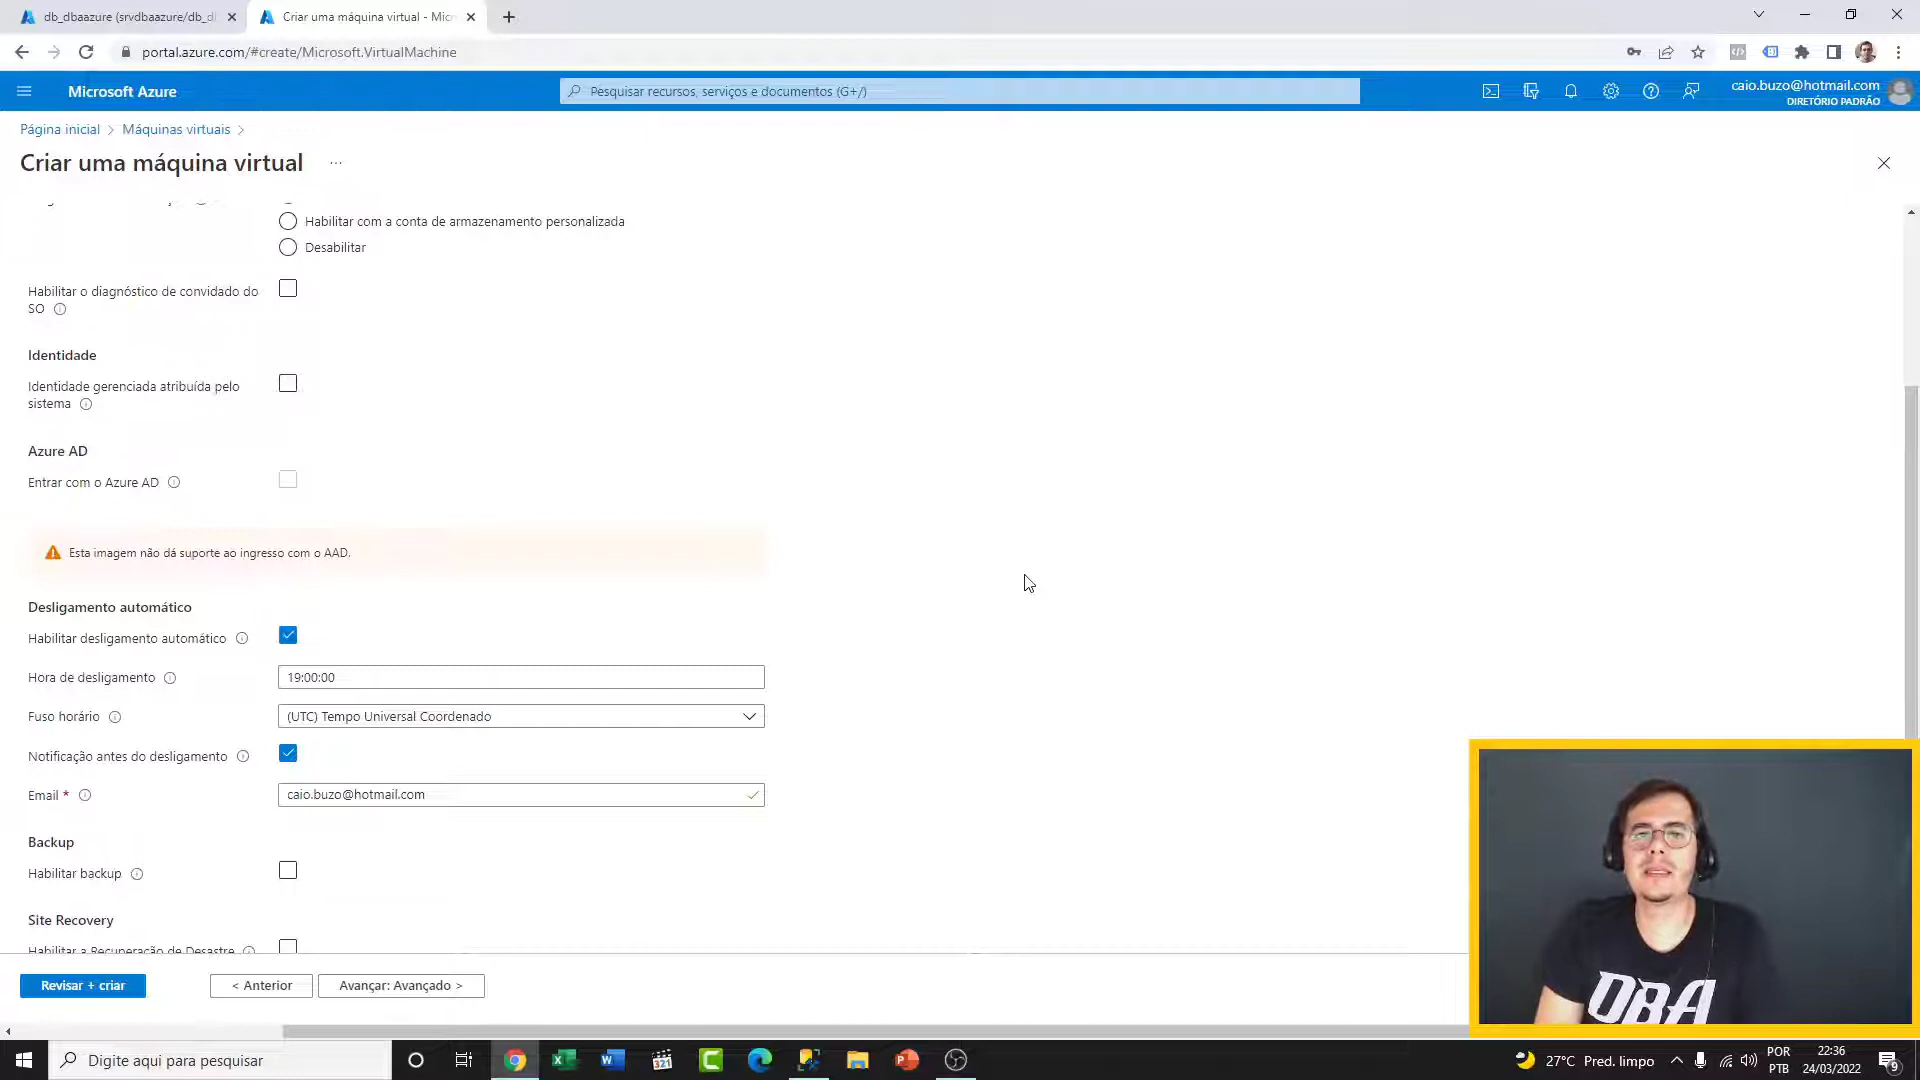 db_dbaazure (srvdbaazure/db_d
Criar uma máquina virtual - Micr
portal.azure.com/#create/Microsoft.VirtualMachine
Microsoft Azure
Pesquisar recursos, serviços e documentos (G+/)
caio.buzo@hotmail.com
DIRETÓRIO PADRÃO
Página inicial > Máquinas virtuais >
Criar uma máquina virtual ...
Habilitar com a conta de armazenamento personalizada
Desabilitar
Habilitar o diagnóstico de convidado do
SO
Identidade
Identidade gerenciada atribuída pelo
sistema
Azure AD
Entrar com o Azure AD
Esta imagem não dá suporte ao ingresso com o AAD.
Desligamento automático
Habilitar desligamento automático
Hora de desligamento
19:00:00
Fuso horário
(UTC) Tempo Universal Coordenado
Notificação antes do desligamento
Email *
caio.buzo@hotmail.com
Backup
Habilitar backup
Site Recovery
Habilitar a Recuperação de Desastre
Revisar + criar
< Anterior
Avançar: Avançado >
DBA
Digite aqui para pesquisar
27°C Pred. limpo
POR
PTB
22:36
24/03/2022
9